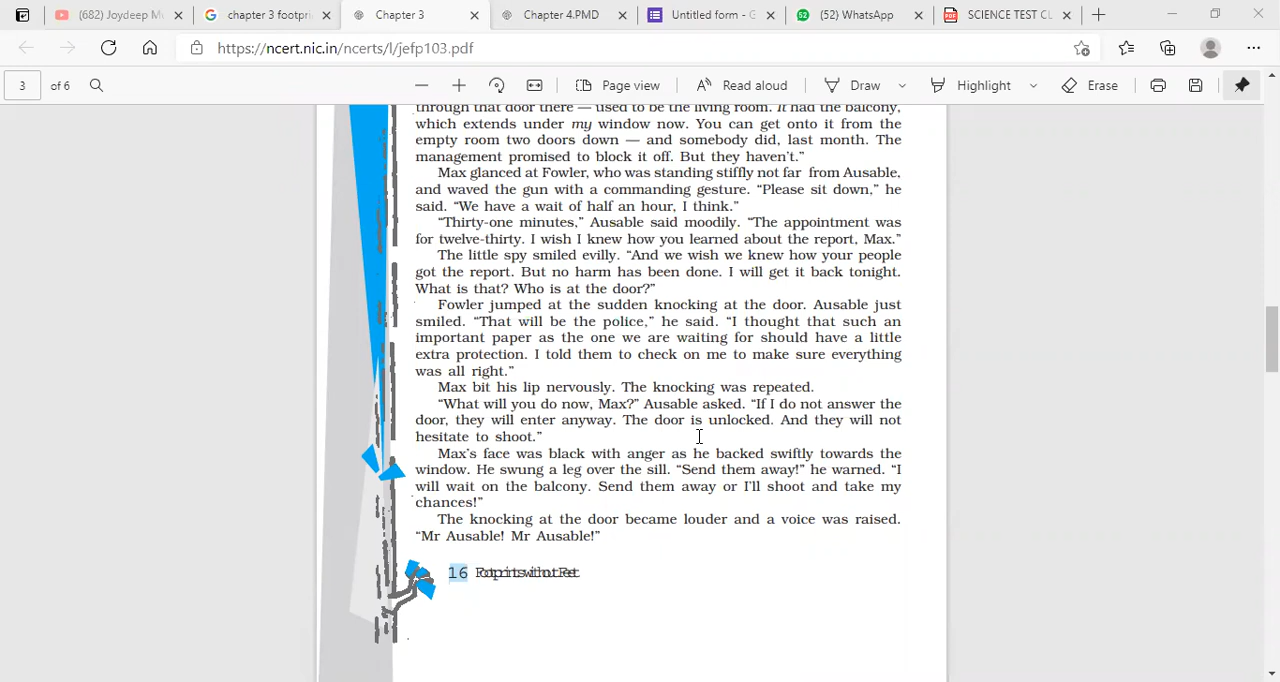 (682) Joydeep M
chapter 3 footpri
Chapter 3
Chapter 4.PMD
Untitled form - G
(52) WhatsApp
SCIENCE TEST CL
https://ncert.nic.in/ncerts/l/jefp103.pdf
3 of 6
Page view
Read aloud
Draw
Highlight
Erase
through that door there — used to be the living room. It had the balcony,
which extends under my window now. You can get onto it from the
empty room two doors down — and somebody did, last month. The
management promised to block it off. But they haven't.”
Max glanced at Fowler, who was standing stiffly not far from Ausable,
and waved the gun with a commanding gesture. “Please sit down,” he
said. “We have a wait of half an hour, I think.”
“Thirty-one minutes,” Ausable said moodily. “The appointment was
for twelve-thirty. I wish I knew how you learned about the report, Max.”
The little spy smiled evilly. “And we wish we knew how your people
got the report. But no harm has been done. I will get it back tonight.
What is that? Who is at the door?”
Fowler jumped at the sudden knocking at the door. Ausable just
smiled. “That will be the police,” he said. “I thought that such an
important paper as the one we are waiting for should have a little
extra protection. I told them to check on me to make sure everything
was all right.”
Max bit his lip nervously. The knocking was repeated.
“What will you do now, Max?” Ausable asked. “If I do not answer the
door, they will enter anyway. The door is unlocked. And they will not
hesitate to shoot.”
Max's face was black with anger as he backed swiftly towards the
window. He swung a leg over the sill. “Send them away!” he warned. “I
will wait on the balcony. Send them away or I'll shoot and take my
chances!”
The knocking at the door became louder and a voice was raised.
“Mr Ausable! Mr Ausable!”
16